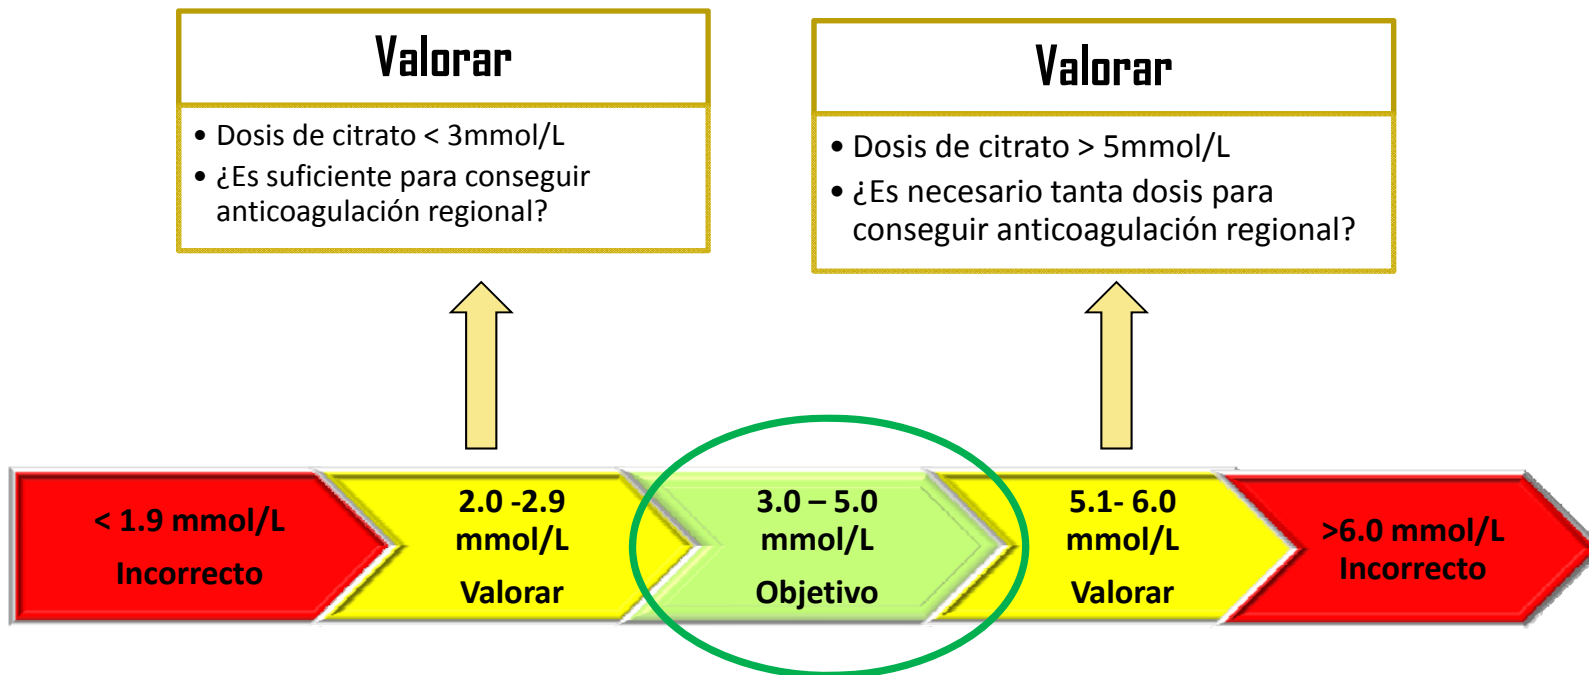 Valorar
• Dosis de citrato < 3mmol/L
• ¿Es suficiente para conseguir
anticoagulación regional?
Valorar
• Dosis de citrato > 5mmol/L
• ¿Es necesario tanta dosis para
conseguir anticoagulación regional?
< 1.9 mmol/L
Incorrecto
2.0 -2.9
mmol/L
Valorar
3.0 – 5.0
mmol/L
Objetivo
5.1- 6.0
mmol/L
Valorar
>6.0 mmol/L
Incorrecto